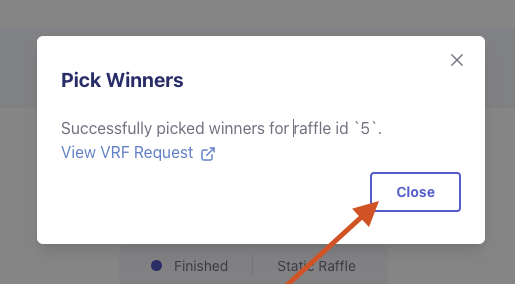 Pick Winners
Successfully picked winners for raffle id `5`.
View VRF Request
Close
Finished
Static Raffle